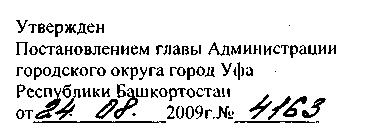 Утвержден
Постановлением главы Администрации
городского округа город Уфа
Республики Башкортостан
от 24. 08. 2009г.№ 4163